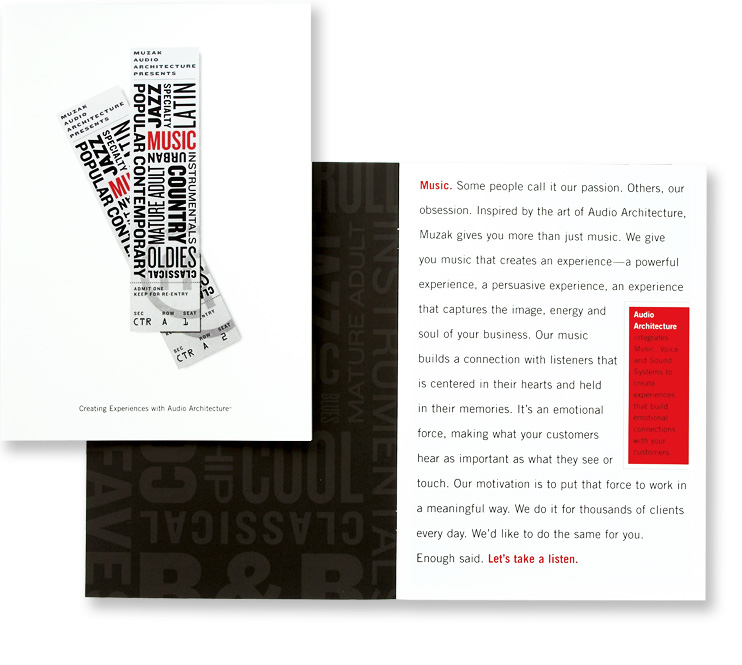 MUZAK
AUDIO
ARCHITECTURE
PRESENTS
LATIN
SPECIALTY
JAZZ
POPULAR CONTEMPORARY
MUSIC
INSTRUMENTALS
URBAN
COUNTRY
MATURE ADULT
OLDIES
CLASSICAL
ADMIT ONE
KEEP FOR RE-ENTRY
SEC ROW SEAT
CTR A 1
MUZAK
AUDIO
ARCHITECTURE
PRESENTS
SPECIALTY
JAZZ
POPULAR CONTE
SEC ROW SEAT
CTR A 2
Creating Experiences with Audio Architecture
MATURE ADULT
COOL
CLASSICAL
R & B
Music. Some people call it our passion. Others, our
obsession. Inspired by the art of Audio Architecture,
Muzak gives you more than just music. We give
you music that creates an experience—a powerful
experience, a persuasive experience, an experience
that captures the image, energy and
soul of your business. Our music
builds a connection with listeners that
is centered in their hearts and held
in their memories. It's an emotional
force, making what your customers
hear as important as what they see or
touch. Our motivation is to put that force to work in
a meaningful way. We do it for thousands of clients
every day. We'd like to do the same for you.
Enough said. Let's take a listen.
Audio
Architecture
integrates
Music, Voice
and Sound
Systems to
create
experiences
that build
emotional
connections
with your
customers.